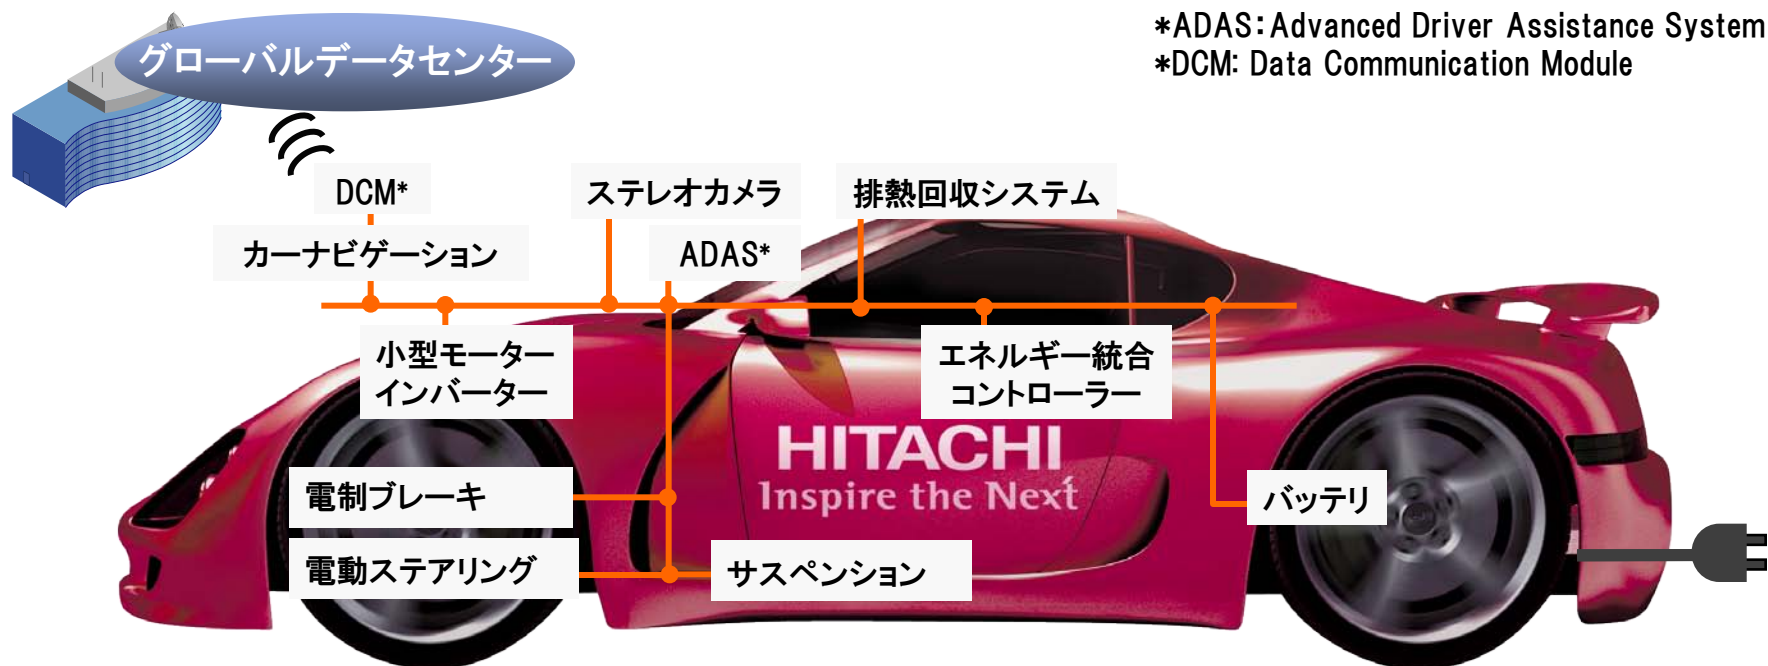 グローバルデータセンター
*ADAS:Advanced Driver Assistance System
*DCM: Data Communication Module
DCM*
ステレオカメラ
排熱回収システム
カーナビゲーション
ADAS*
小型モーター
インバーター
エネルギー統合
コントローラー
HITACHI
Inspire the Next
電制ブレーキ
バッテリ
電動ステアリング
サスペンション